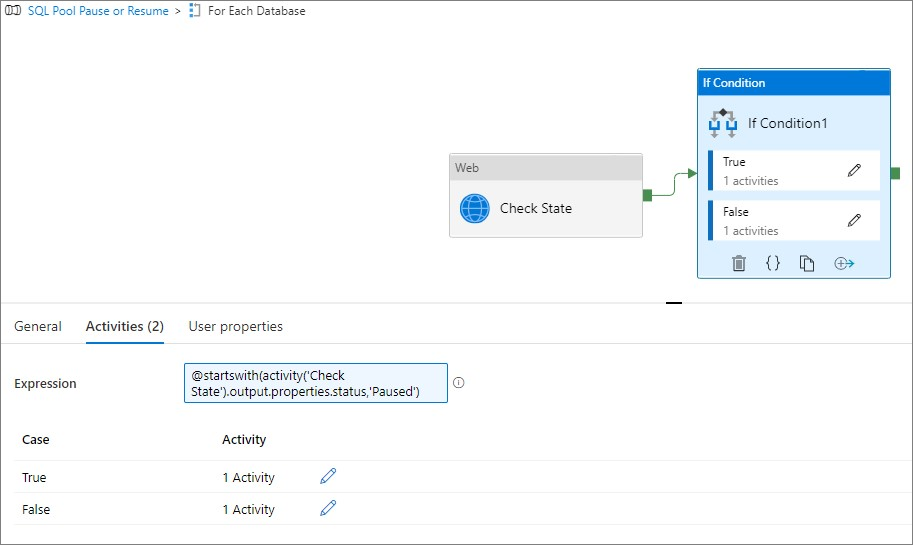 SQL Pool Pause or Resume > For Each Database
If Condition
If Condition1
True
1 activities
False
1 activities
Web
Check State
General Activities (2) User properties
Expression
@startswith(activity('Check
State').output.properties.status,'Paused')
Case Activity
True 1 Activity
False 1 Activity